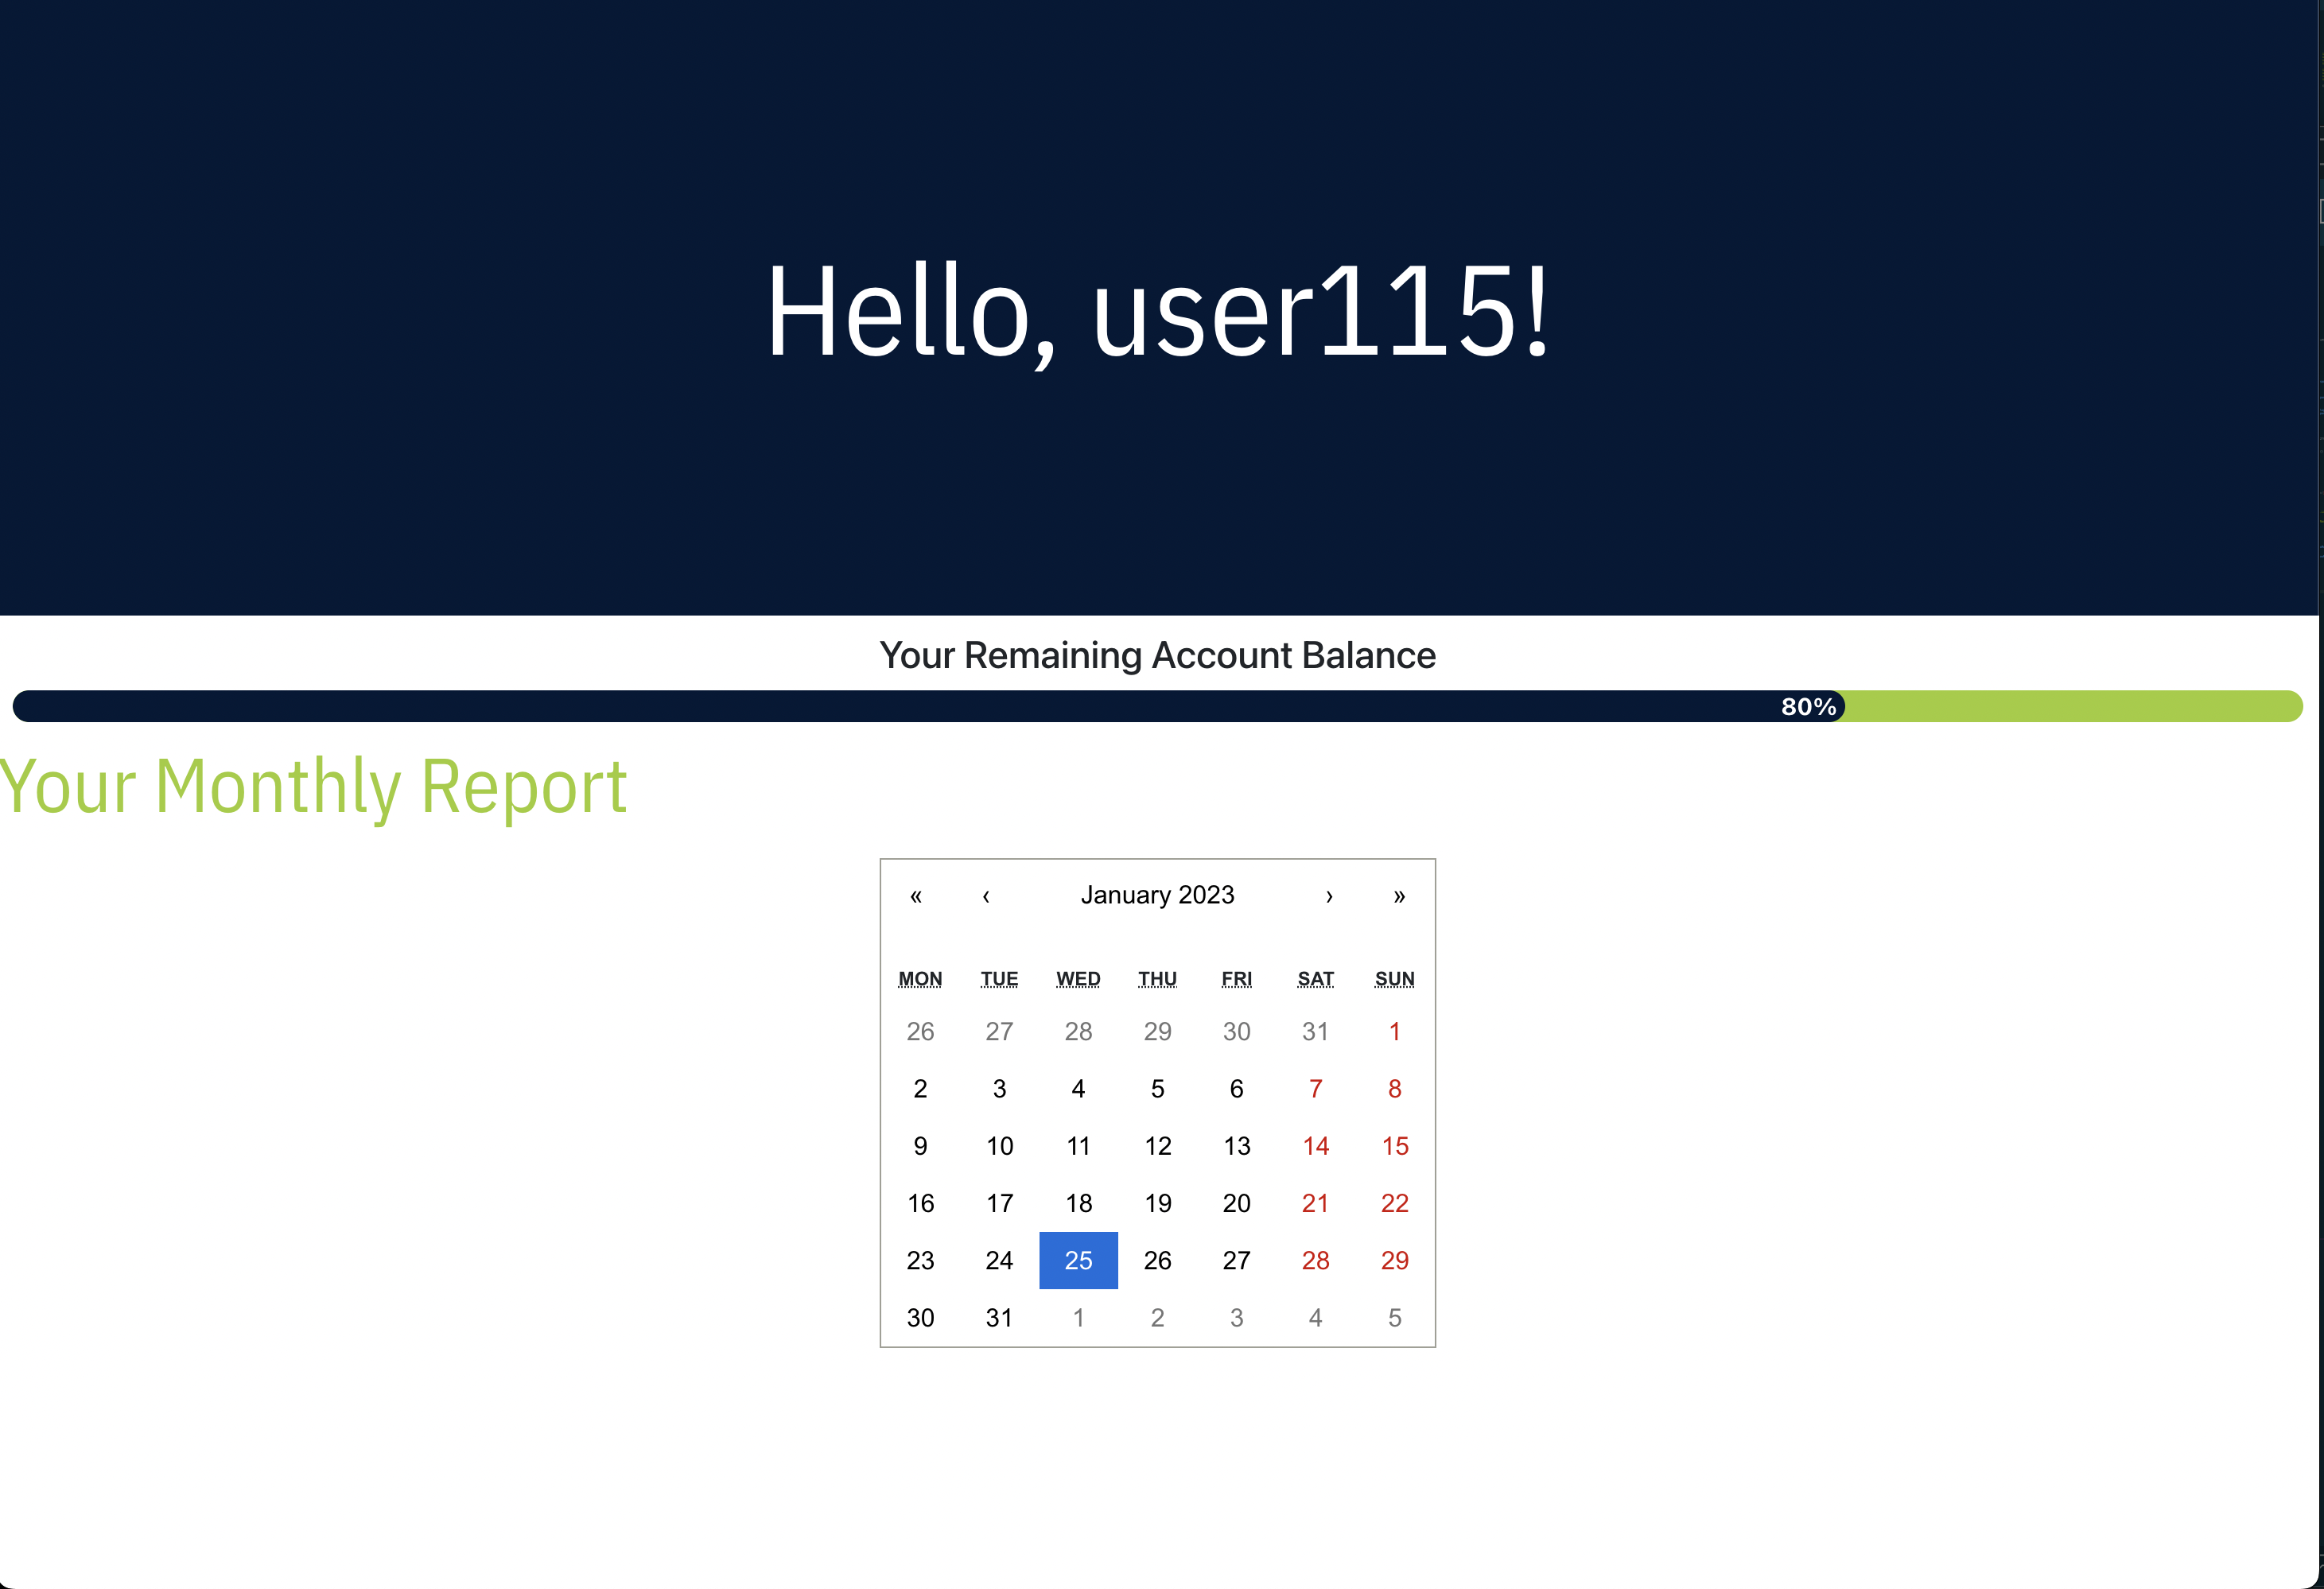 Hello, user115!
Your Remaining Account Balance
80%
Your Monthly Report
« ‹ January 2023 › »
MON TUE WED THU FRI SAT SUN
26 27 28 29 30 31 1
2 3 4 5 6 7 8
9 10 11 12 13 14 15
16 17 18 19 20 21 22
23 24 25 26 27 28 29
30 31 1 2 3 4 5